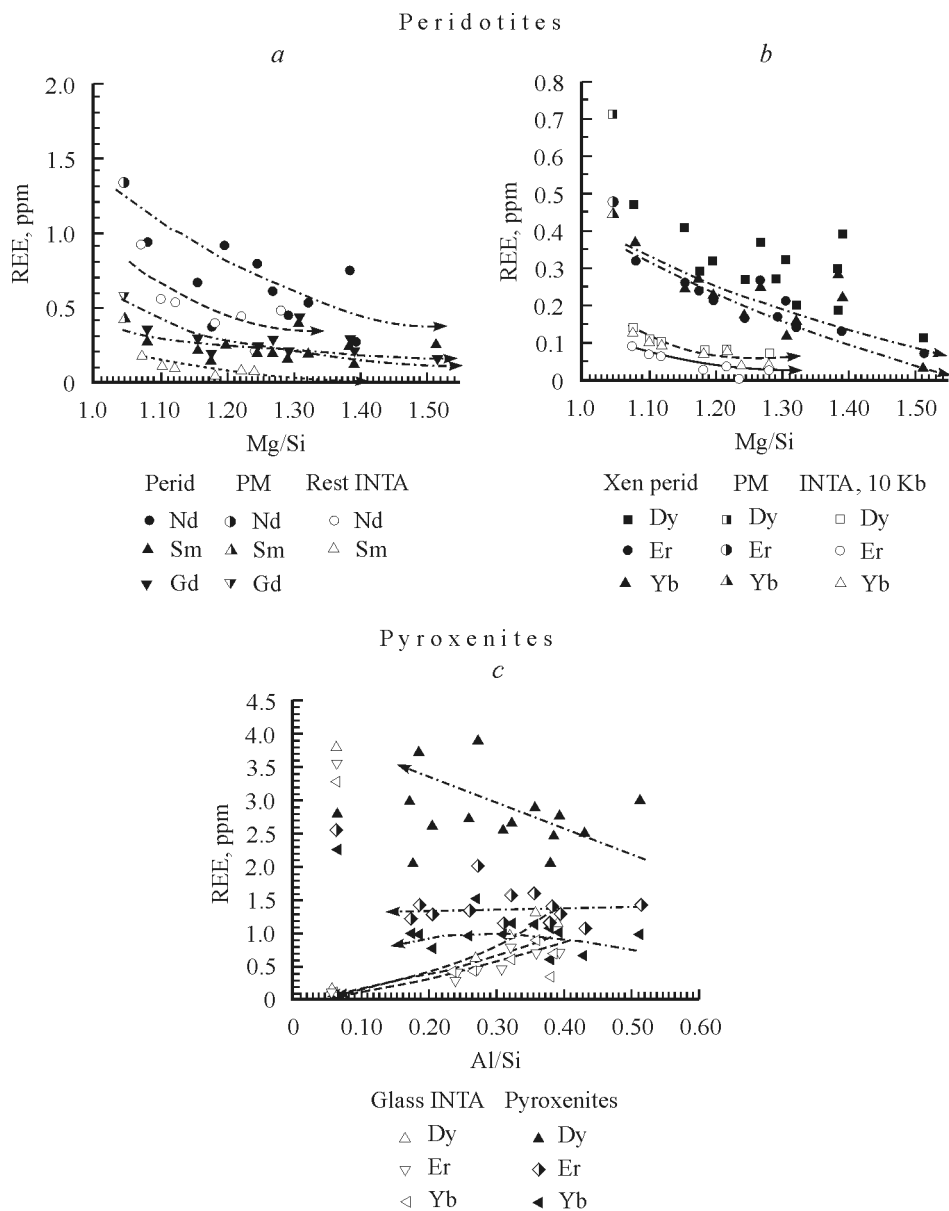 Peridotites
a
b
2.0
1.5
1.0
0.5
0
REE, ppm
1.0 1.10 1.20 1.30 1.40 1.50
Mg/Si
0.8
0.7
0.6
0.5
0.4
0.3
0.2
0.1
0
REE, ppm
1.0 1.10 1.20 1.30 1.40 1.50
Mg/Si
Perid PM Rest INTA
Nd Nd Nd
Sm Sm Sm
Gd Gd
Xen perid PM INTA, 10 Kb
Dy Dy Dy
Er Er Er
Yb Yb Yb
Pyroxenites
c
4.5
4.0
3.5
3.0
2.5
2.0
1.5
1.0
0.5
0
REE, ppm
0 0.10 0.20 0.30 0.40 0.50 0.60
Al/Si
Glass INTA Pyroxenites
Dy Dy
Er Er
Yb Yb